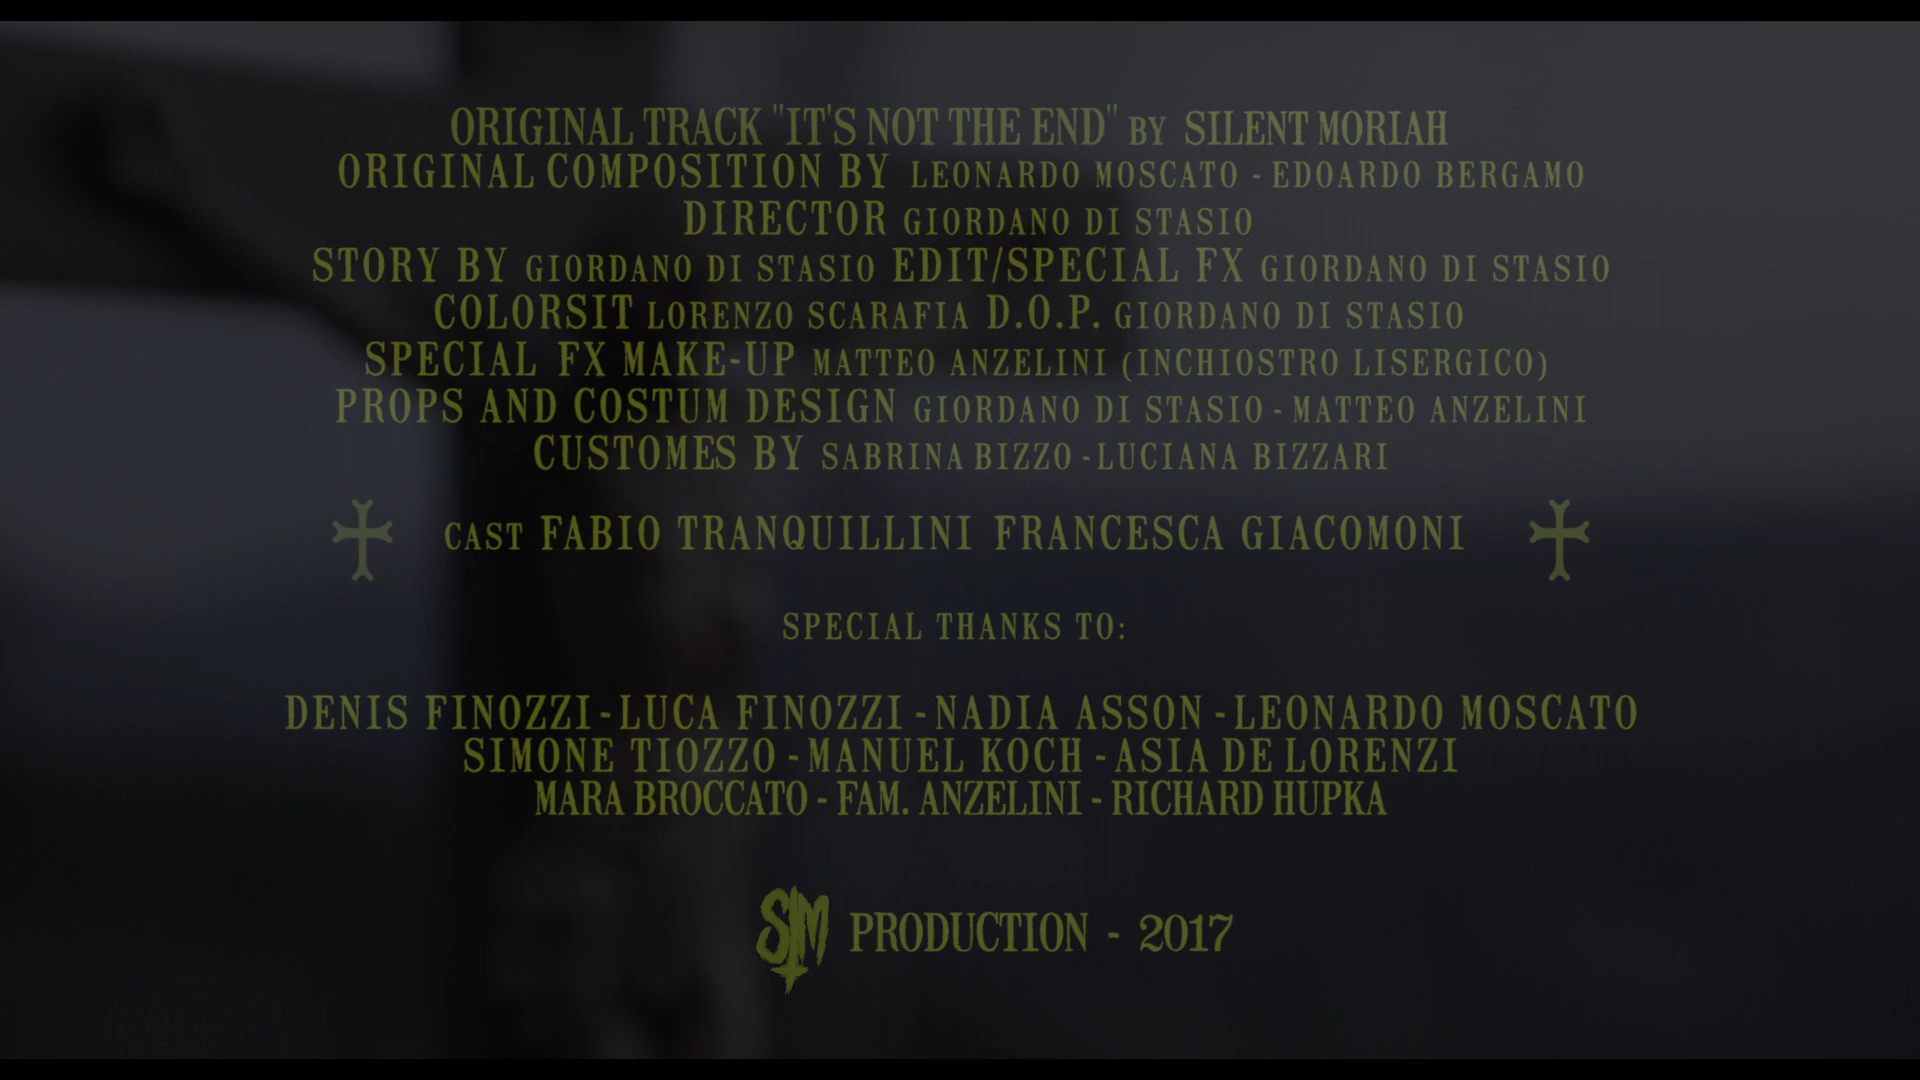 ORIGINAL TRACK "IT'S NOT THE END" BY SILENT MORIAH
ORIGINAL COMPOSITION BY LEONARDO MOSCATO - EDOARDO BERGAMO
DIRECTOR GIORDANO DI STASIO
STORY BY GIORDANO DI STASIO EDIT/SPECIAL FX GIORDANO DI STASIO
COLORSIT LORENZO SCARAFIA D.O.P. GIORDANO DI STASIO
SPECIAL FX MAKE-UP MATTEO ANZELINI (INCHIOSTRO LISERGICO)
PROPS AND COSTUM DESIGN GIORDANO DI STASIO - MATTEO ANZELINI
CUSTOMES BY SABRINA BIZZO - LUCIANA BIZZARI
CAST FABIO TRANQUILLINI FRANCESCA GIACOMONI
SPECIAL THANKS TO:
DENIS FINOZZI - LUCA FINOZZI - NADIA ASSON - LEONARDO MOSCATO
SIMONE TIOZZO - MANUEL KOCH - ASIA DE LORENZI
MARA BROCCATO - FAM. ANZELINI - RICHARD HUPKA
SM PRODUCTION - 2017